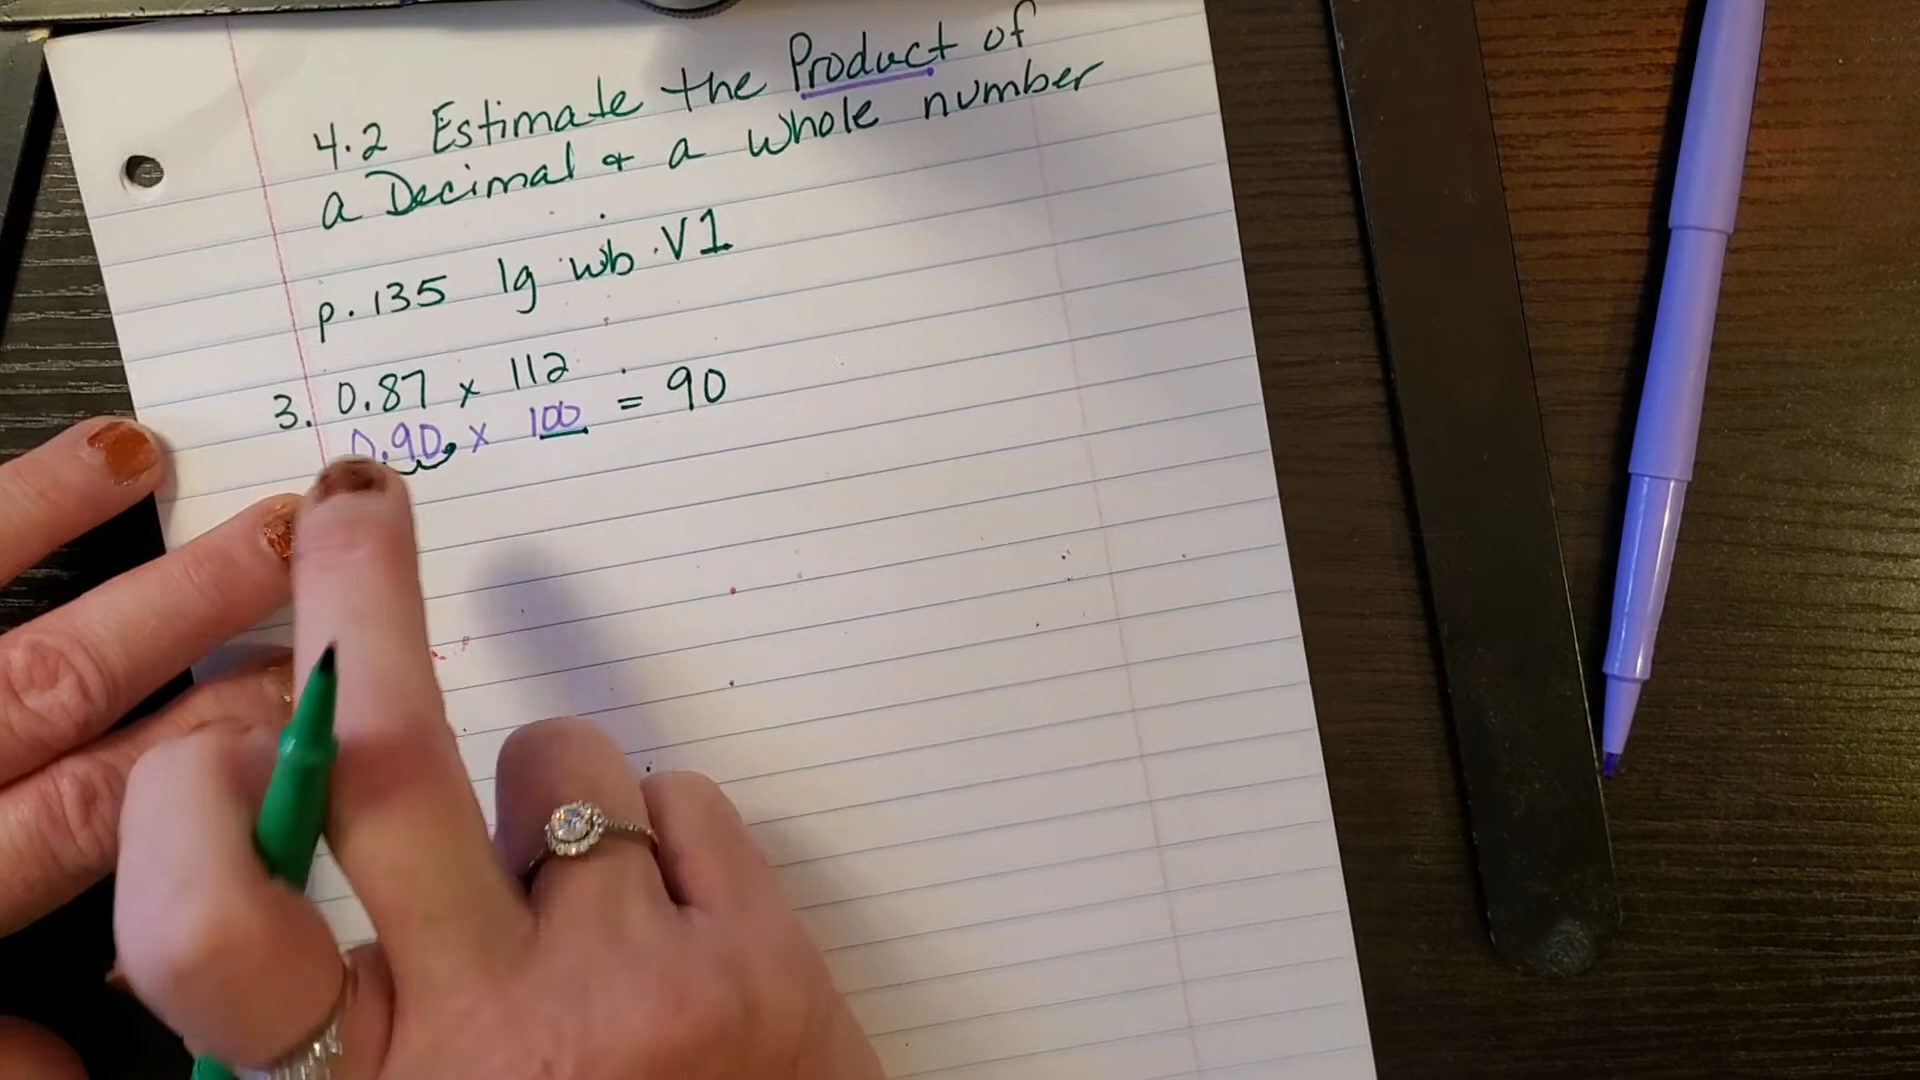 4.2 Estimate the Product of
a Decimal & a whole number
p. 135 lg wb V1
3. 0.87 x 112
0.90 x 100 = 90